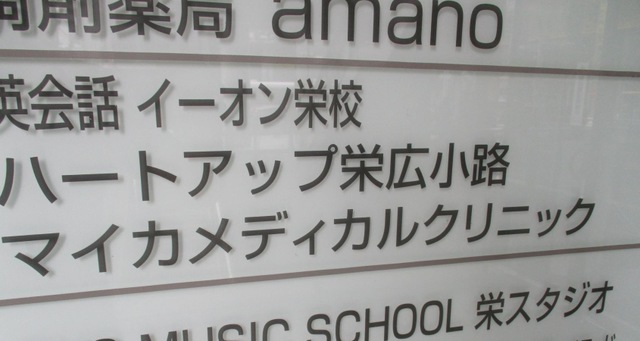 調剤薬局 amano
英会話 イーオン栄校
ハートアップ栄広小路
マイカメディカルクリニック
MUSIC SCHOOL 栄スタジオ